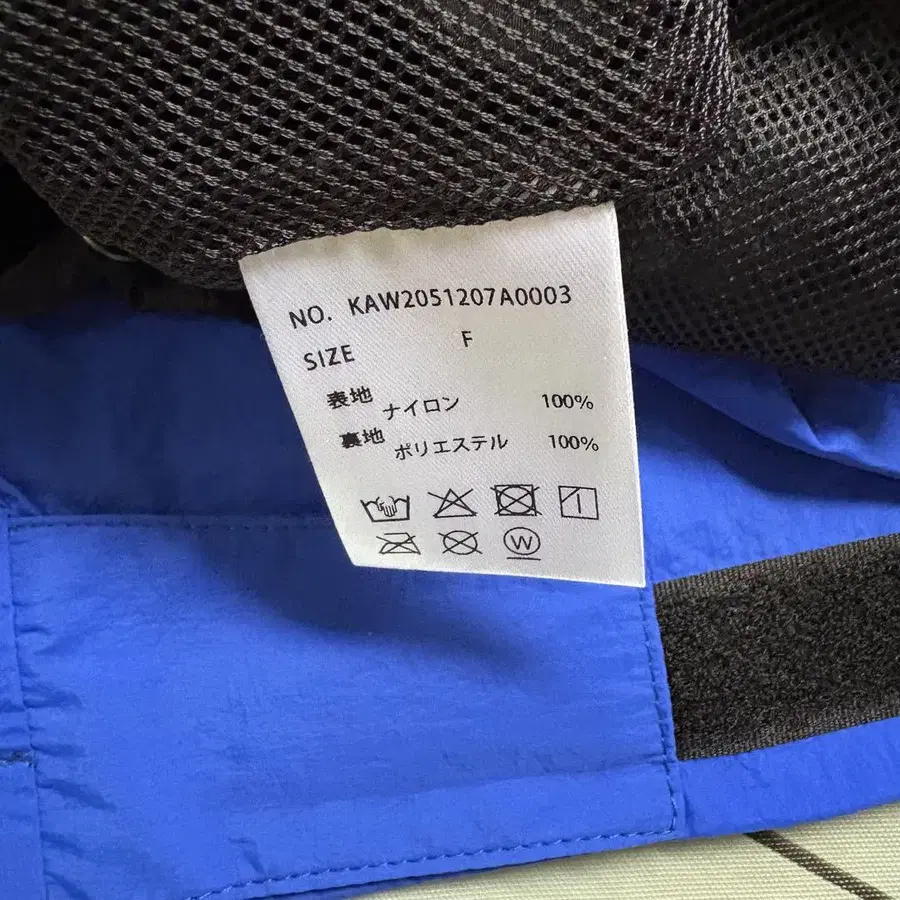 NO. KAW2051207A0003
SIZE F
表地 ナイロン 100%
裏地 ポリエステル 100%
W